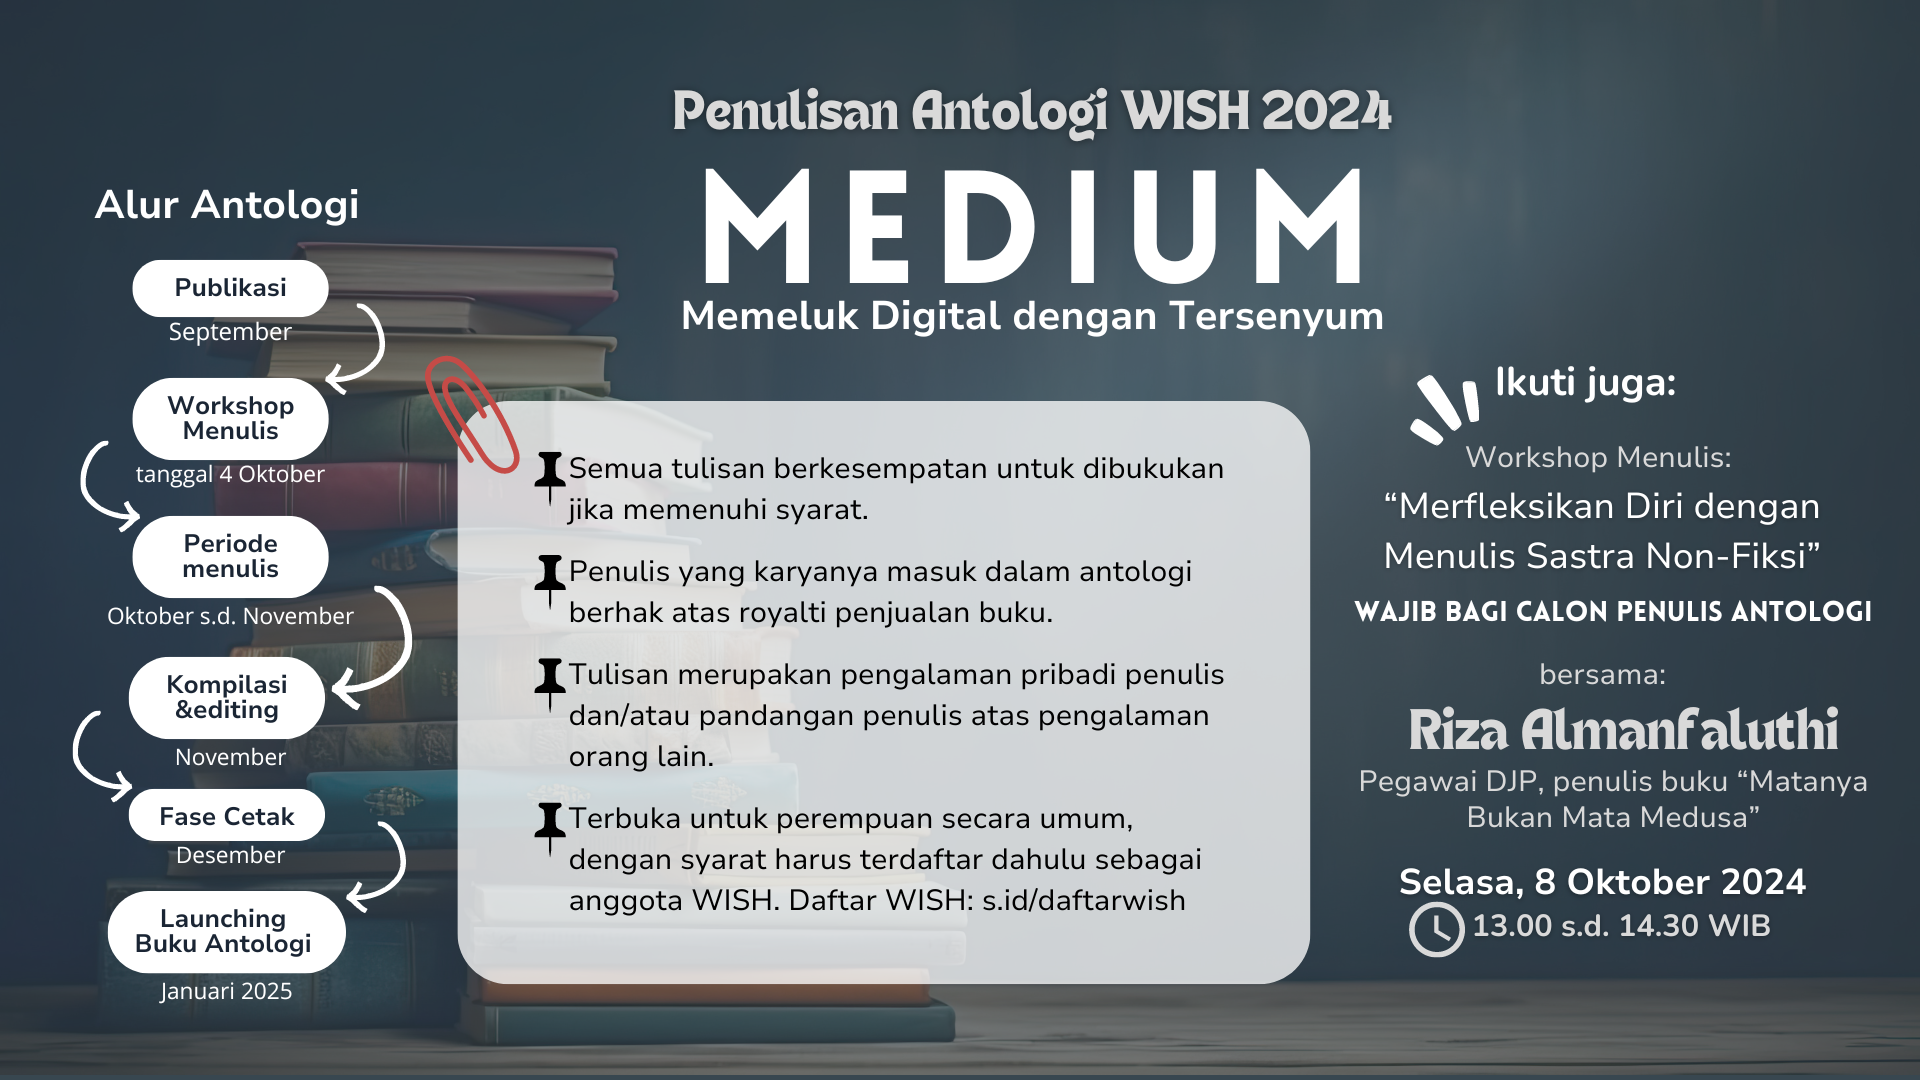 Penulisan Antologi WISH 2024
MEDIUM
Memeluk Digital dengan Tersenyum
Alur Antologi
Publikasi
September
Workshop
Menulis
tanggal 4 Oktober
Periode
menulis
Oktober s.d. November
Kompilasi
&editing
November
Fase Cetak
Desember
Launching
Buku Antologi
Januari 2025
Semua tulisan berkesempatan untuk dibukukan
jika memenuhi syarat.
Penulis yang karyanya masuk dalam antologi
berhak atas royalti penjualan buku.
Tulisan merupakan pengalaman pribadi penulis
dan/atau pandangan penulis atas pengalaman
orang lain.
Terbuka untuk perempuan secara umum,
dengan syarat harus terdaftar dahulu sebagai
anggota WISH. Daftar WISH: s.id/daftarwish
Ikuti juga:
Workshop Menulis:
“Merfleksikan Diri dengan
Menulis Sastra Non-Fiksi”
WAJIB BAGI CALON PENULIS ANTOLOGI
bersama:
Riza Almanfaluthi
Pegawai DJP, penulis buku “Matanya
Bukan Mata Medusa”
Selasa, 8 Oktober 2024
13.00 s.d. 14.30 WIB